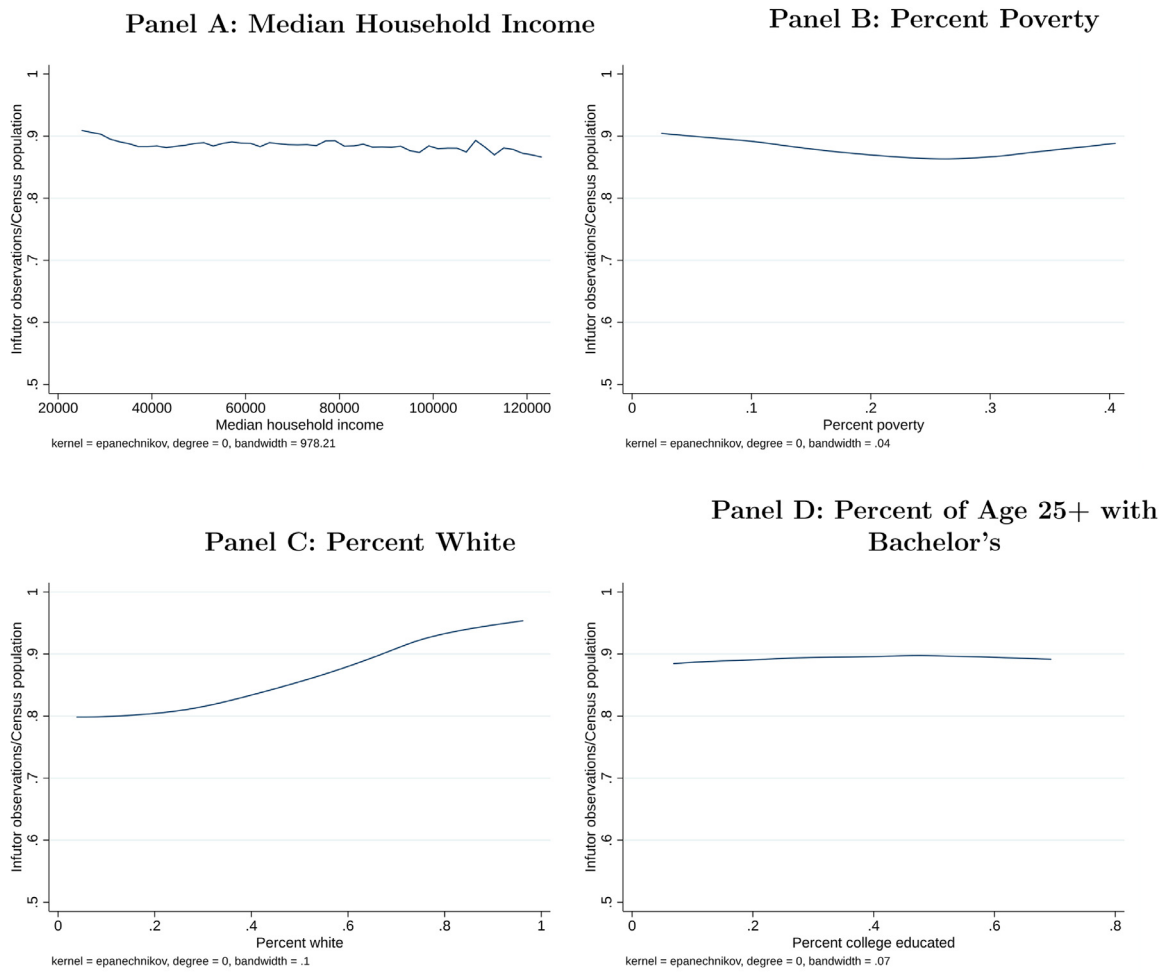 Panel A: Median Household Income
Infutor observations/Census population
1
.9
.8
.7
.6
.5
20000 40000 60000 80000 100000 120000
Median household income
kernel = epanechnikov, degree = 0, bandwidth = 978.21
Panel B: Percent Poverty
Infutor observations/Census population
1
.9
.8
.7
.6
.5
0 .1 .2 .3 .4
Percent poverty
kernel = epanechnikov, degree = 0, bandwidth = .04
Panel C: Percent White
Infutor observations/Census population
1
.9
.8
.7
.6
.5
0 .2 .4 .6 .8 1
Percent white
kernel = epanechnikov, degree = 0, bandwidth = .1
Panel D: Percent of Age 25+ with
Bachelor's
Infutor observations/Census population
1
.9
.8
.7
.6
.5
0 .2 .4 .6 .8
Percent college educated
kernel = epanechnikov, degree = 0, bandwidth = .07